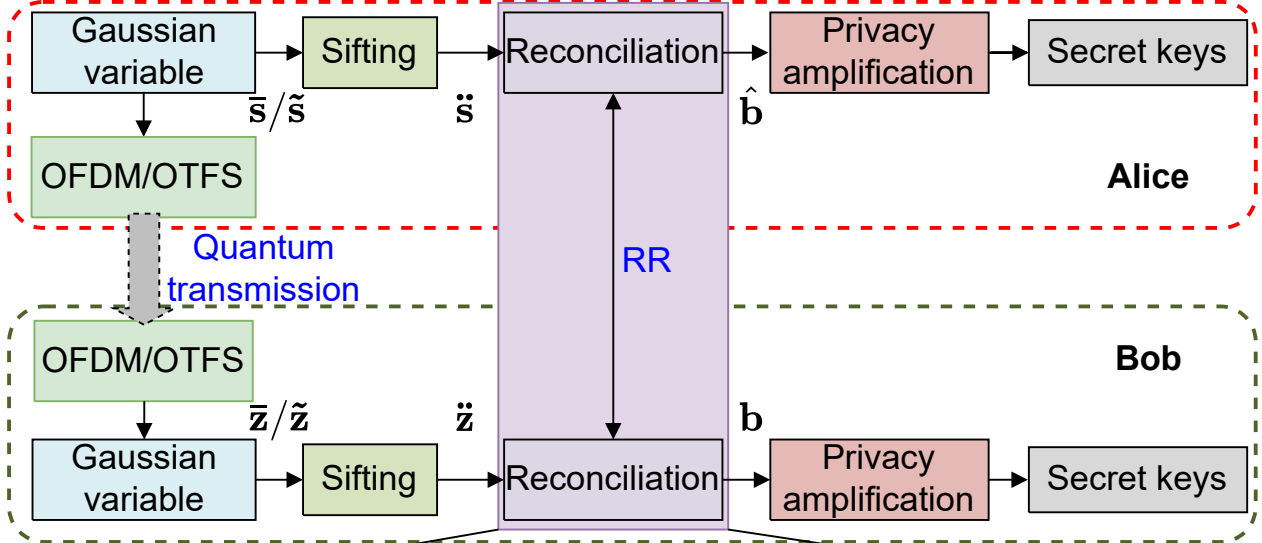 Gaussian
variable
Sifting
Reconciliation
Privacy
amplification
Secret keys
s̄/s̃
s̈
b̂
OFDM/OTFS
Alice
Quantum
transmission
RR
OFDM/OTFS
Bob
z̄/z̃
z̈
b
Gaussian
variable
Sifting
Reconciliation
Privacy
amplification
Secret keys